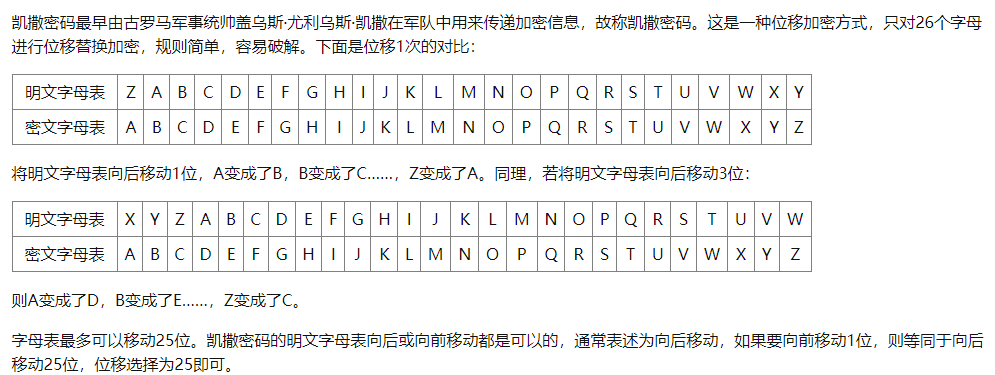 凯撒密码最早由古罗马军事统帅盖乌斯·尤利乌斯·凯撒在军队中用来传递加密信息，故称凯撒密码。这是一种位移加密方式，只对26个字母
进行位移替换加密，规则简单，容易破解。下面是位移1次的对比：
明文字母表 Z A B C D E F G H I J K L M N O P Q R S T U V W X Y
密文字母表 A B C D E F G H I J K L M N O P Q R S T U V W X Y Z
将明文字母表向后移动1位，A变成了B，B变成了C……，Z变成了A。同理，若将明文字母表向后移动3位：
明文字母表 X Y Z A B C D E F G H I J K L M N O P Q R S T U V W
密文字母表 A B C D E F G H I J K L M N O P Q R S T U V W X Y Z
则A变成了D，B变成了E……，Z变成了C。
字母表最多可以移动25位。凯撒密码的明文字母表向后或向前移动都是可以的，通常表述为向后移动，如果要向前移动1位，则等同于向后
移动25位，位移选择为25即可。